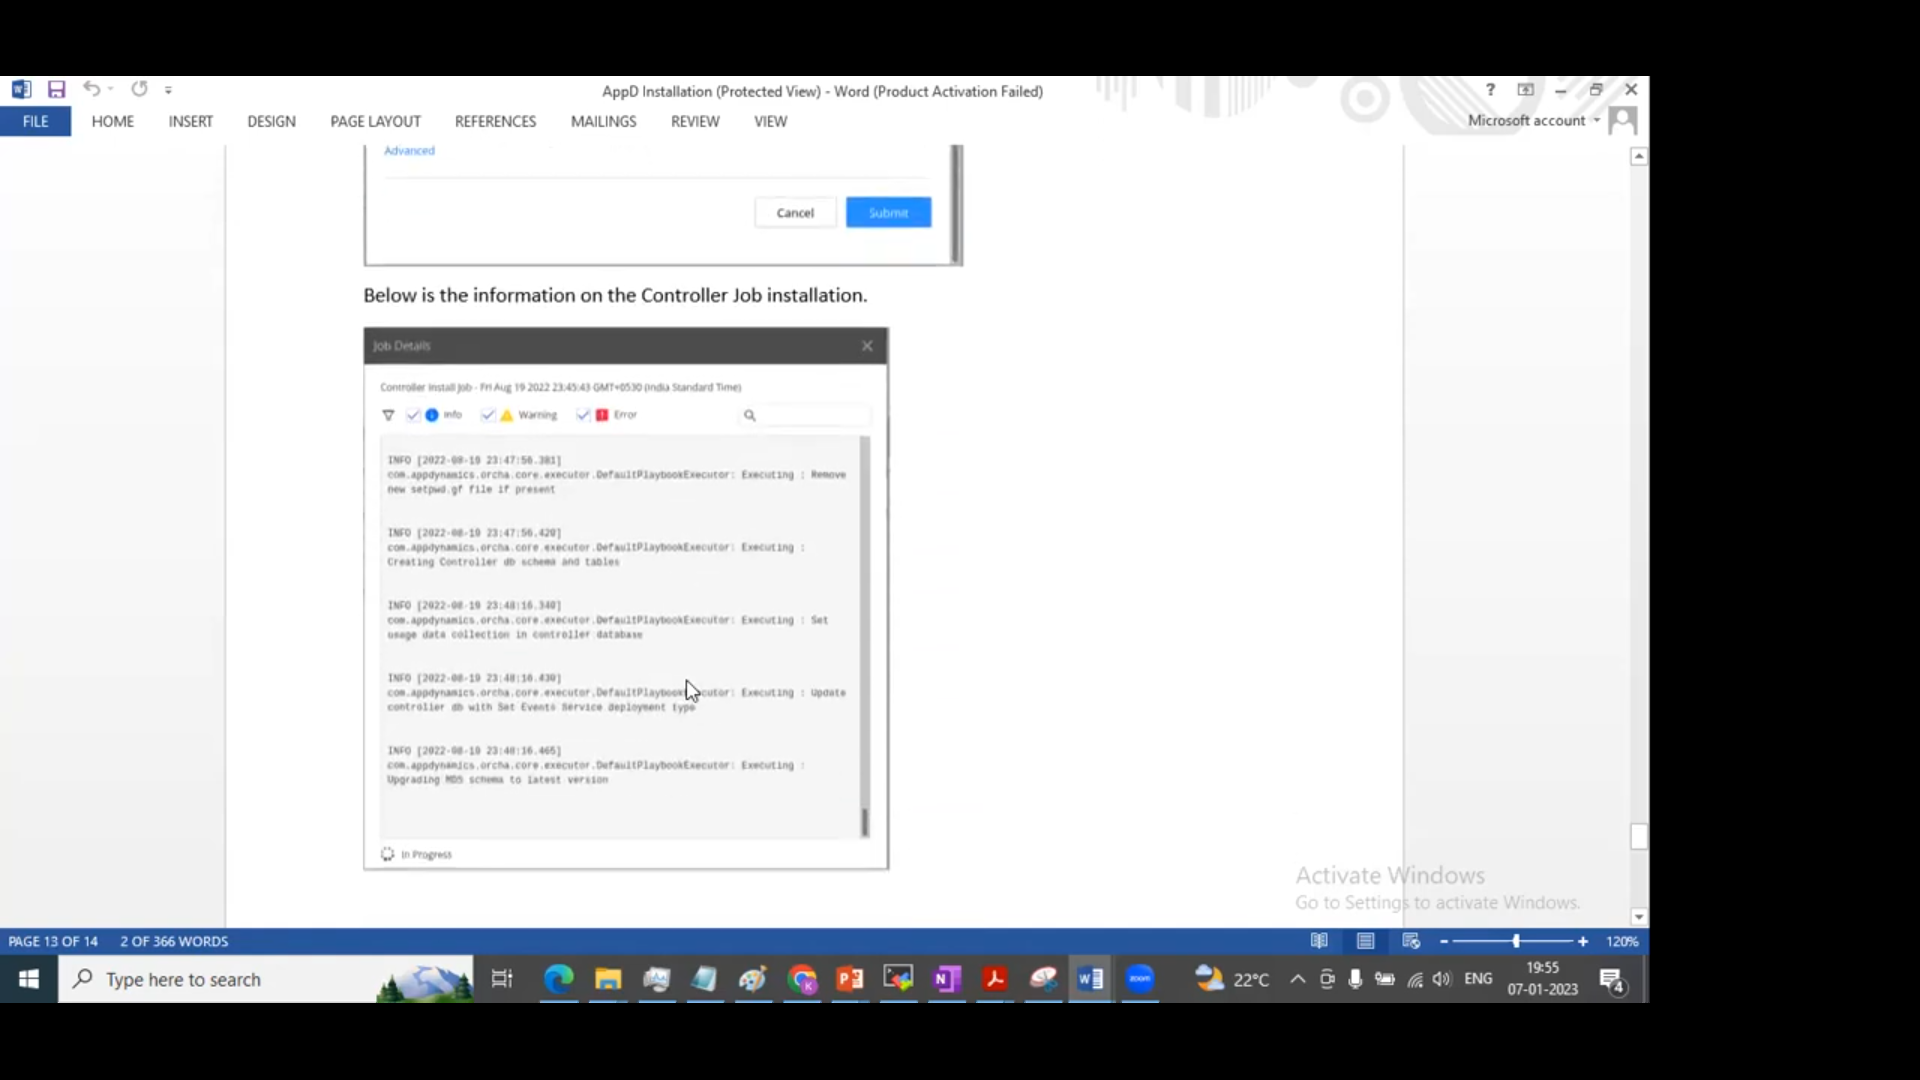 AppD Installation (Protected View) - Word (Product Activation Failed)
?
FILE HOME INSERT DESIGN PAGE LAYOUT REFERENCES MAILINGS REVIEW VIEW
Microsoft account
Advanced
Cancel Submit
Below is the information on the Controller Job installation.
Job Details
Controller Install Job - Fri Aug 19 2022 23:45:43 GMT+0530 (India Standard Time)
Info Warning Error
INFO [2022-08-19 23:47:56.381]
com.appdynamics.orcha.core.executor.DefaultPlaybookExecutor: Executing : Remove
new setpwd.gf file if present
INFO [2022-08-19 23:47:56.420]
com.appdynamics.orcha.core.executor.DefaultPlaybookExecutor: Executing :
Creating Controller db schema and tables
INFO [2022-08-19 23:48:16.340]
com.appdynamics.orcha.core.executor.DefaultPlaybookExecutor: Executing : Set
usage data collection in controller database
INFO [2022-08-19 23:48:16.430]
com.appdynamics.orcha.core.executor.DefaultPlaybookExecutor: Executing : Update
controller db with Set Events Service deployment type
INFO [2022-08-19 23:48:16.465]
com.appdynamics.orcha.core.executor.DefaultPlaybookExecutor: Executing :
Upgrading MDS schema to latest version
In Progress
Activate Windows
Go to Settings to activate Windows.
PAGE 13 OF 14 2 OF 366 WORDS
120%
Type here to search
zoom
22°C
ENG
19:55
07-01-2023
4